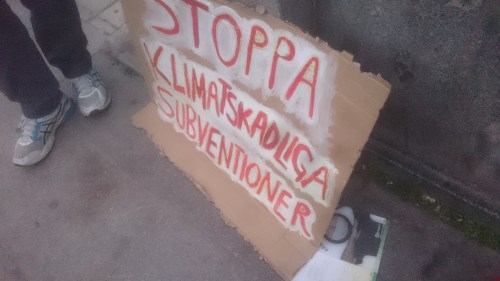 STOPPA
KLIMATSKADLIGA
SUBVENTIONER